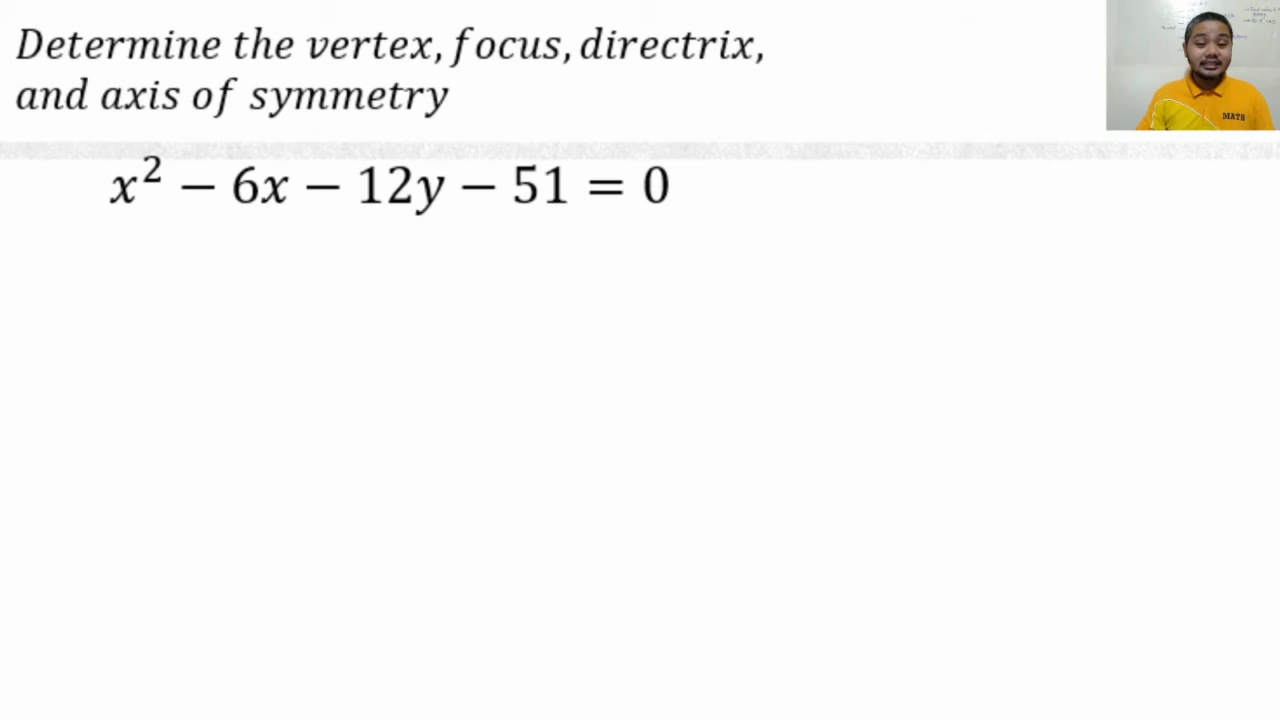 Determine the vertex, focus, directrix,
and axis of symmetry
x² − 6x − 12y − 51 = 0
MATH